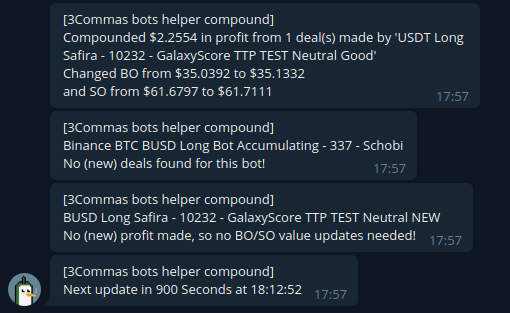 [3Commas bots helper compound]
Compounded $2.2554 in profit from 1 deal(s) made by 'USDT Long
Safira - 10232 - GalaxyScore TTP TEST Neutral Good'
Changed BO from $35.0392 to $35.1332
and SO from $61.6797 to $61.7111
17:57
[3Commas bots helper compound]
Binance BTC BUSD Long Bot Accumulating - 337 - Schobi
No (new) deals found for this bot!
17:57
[3Commas bots helper compound]
BUSD Long Safira - 10232 - GalaxyScore TTP TEST Neutral NEW
No (new) profit made, so no BO/SO value updates needed!
17:57
[3Commas bots helper compound]
Next update in 900 Seconds at 18:12:52
17:57